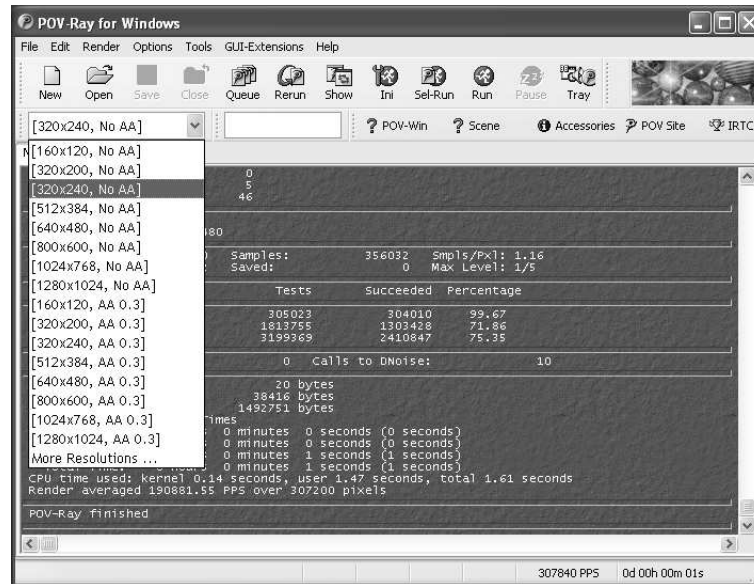 POV-Ray for Windows
File Edit Render Options Tools GUI-Extensions Help
New Open Save Close Queue Rerun Show Ini Sel-Run Run Pause Tray
[320x240, No AA]
POV-Win Scene Accessories POV Site IRTC
[160x120, No AA]
[320x200, No AA]
[320x240, No AA]
[512x384, No AA]
[640x480, No AA]
[800x600, No AA]
[1024x768, No AA]
[1280x1024, No AA]
[160x120, AA 0.3]
[320x200, AA 0.3]
[320x240, AA 0.3]
[512x384, AA 0.3]
[640x480, AA 0.3]
[800x600, AA 0.3]
[1024x768, AA 0.3]
[1280x1024, AA 0.3]
More Resolutions ...
0
5
46
480
Samples: 356032 Smpls/Pxl: 1.16
Saved: 0 Max Level: 1/5
Tests Succeeded Percentage
305023 304010 99.67
1813755 1303428 71.86
3199369 2410847 75.35
0 Calls to DNoise: 10
20 bytes
38416 bytes
1492751 bytes
Times
0 minutes 0 seconds (0 seconds)
0 minutes 0 seconds (0 seconds)
0 minutes 1 seconds (1 seconds)
0 minutes 1 seconds (1 seconds)
CPU time used: kernel 0.14 seconds, user 1.47 seconds, total 1.61 seconds
Render averaged 190881.55 PPS over 307200 pixels
POV-Ray finished
307840 PPS 0d 00h 00m 01s